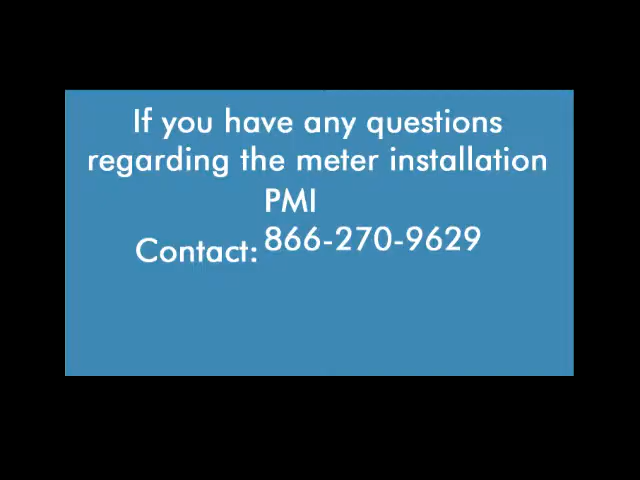 If you have any questions
regarding the meter installation
PMI
Contact: 866-270-9629